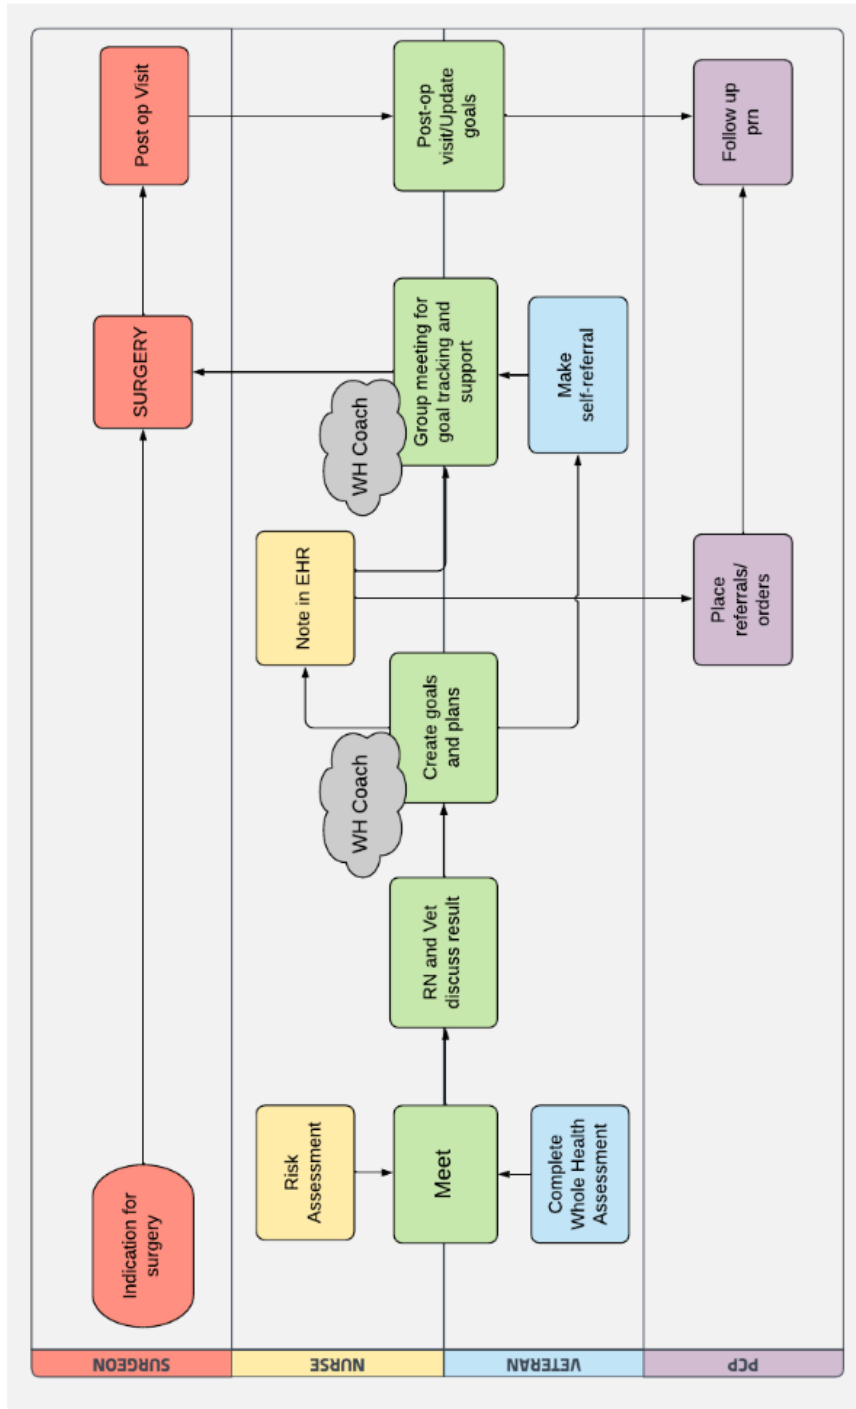 SURGEON
Indication for
surgery
SURGERY
Post op Visit
NURSE
Risk
Assessment
Note in EHR
Meet
RN and Vet
discuss result
WH Coach
Create goals
and plans
WH Coach
Group meeting for
goal tracking and
support
Post-op
visit/Update
goals
VETERAN
Complete
Whole Health
Assessment
Make
self-referral
PCP
Place
referrals/
orders
Follow up
prn